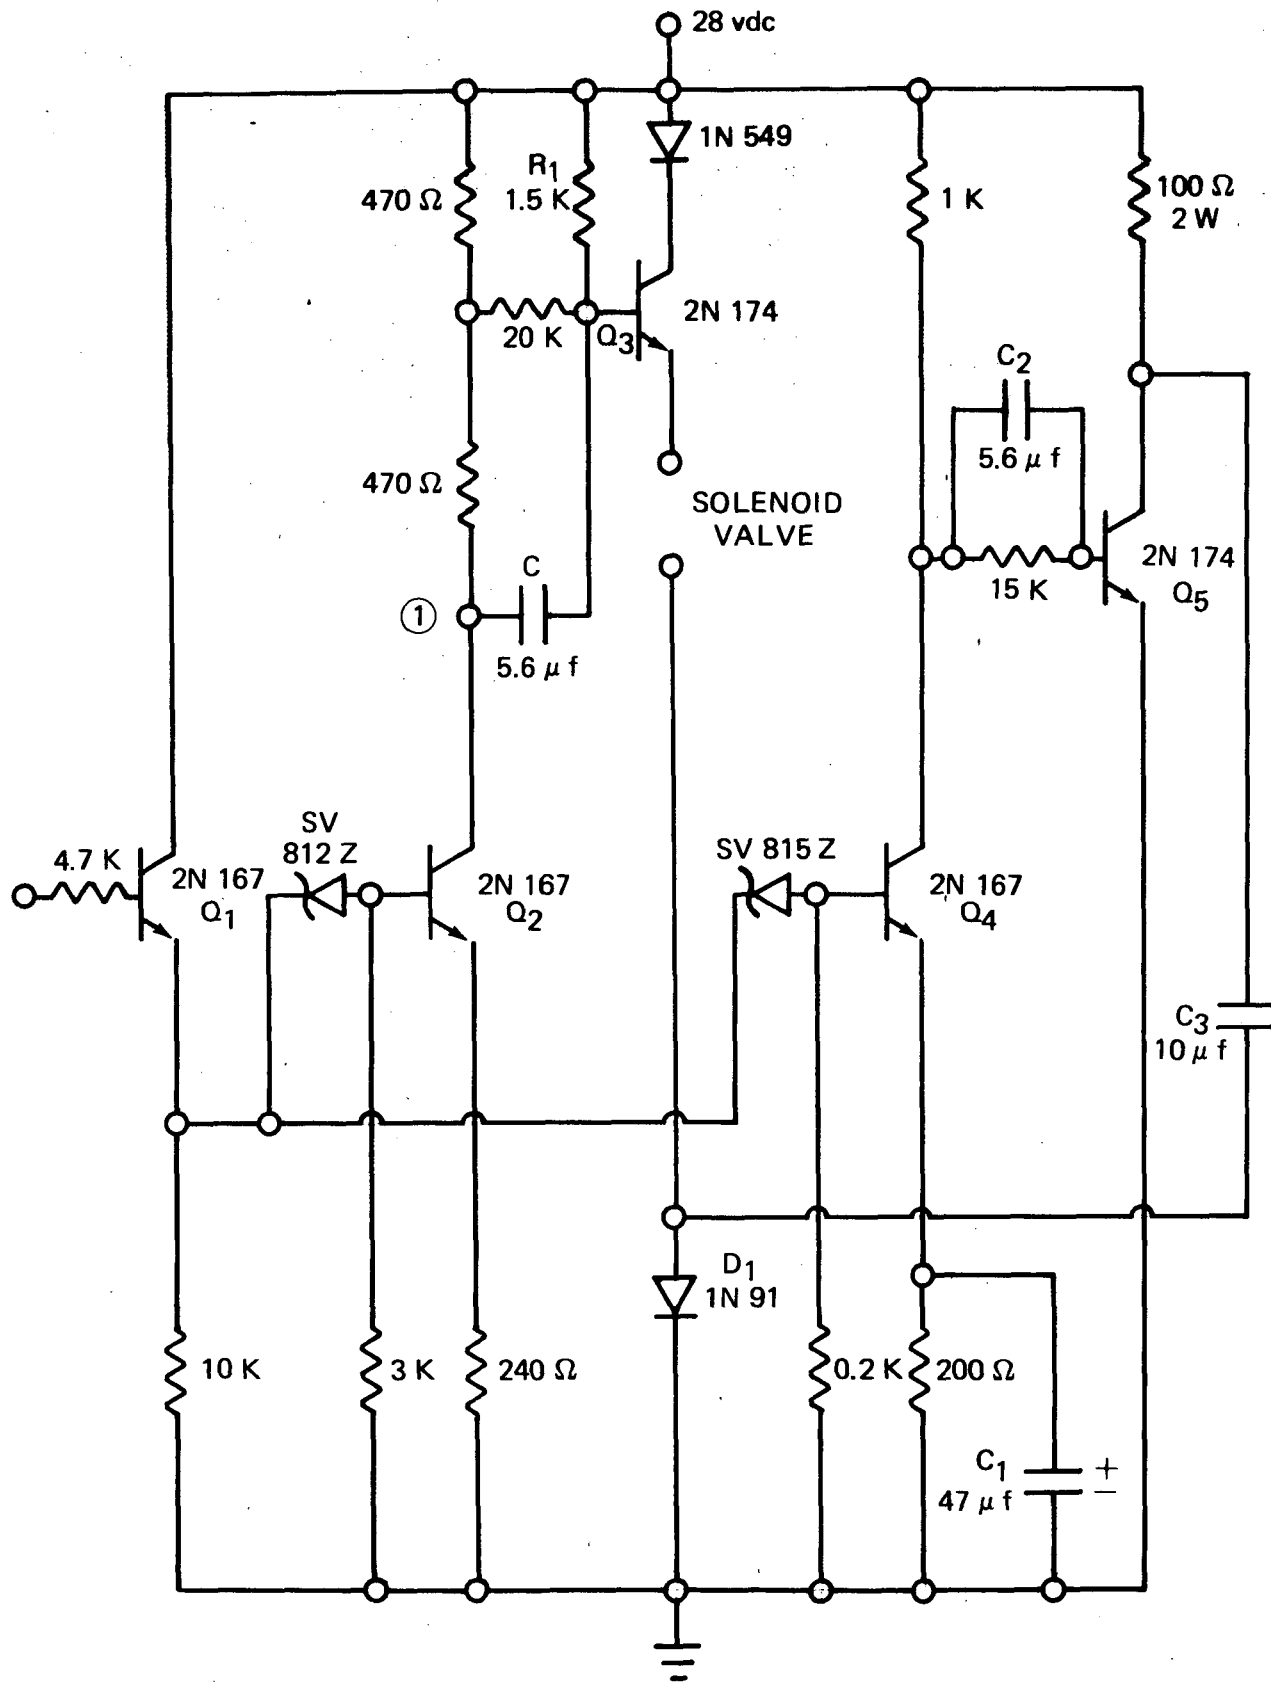 28 vdc
1N 549
R1
1.5 K
470 Ω
1 K
100 Ω
2 W
20 K
Q3
2N 174
C2
5.6 μ f
470 Ω
SOLENOID
VALVE
15 K
2N 174
Q5
C
1
5.6 μ f
4.7 K
2N 167
Q1
SV
812 Z
2N 167
Q2
SV 815 Z
2N 167
Q4
C3
10 μ f
D1
1N 91
10 K
3 K
240 Ω
0.2 K
200 Ω
C1
47 μ f
+
−